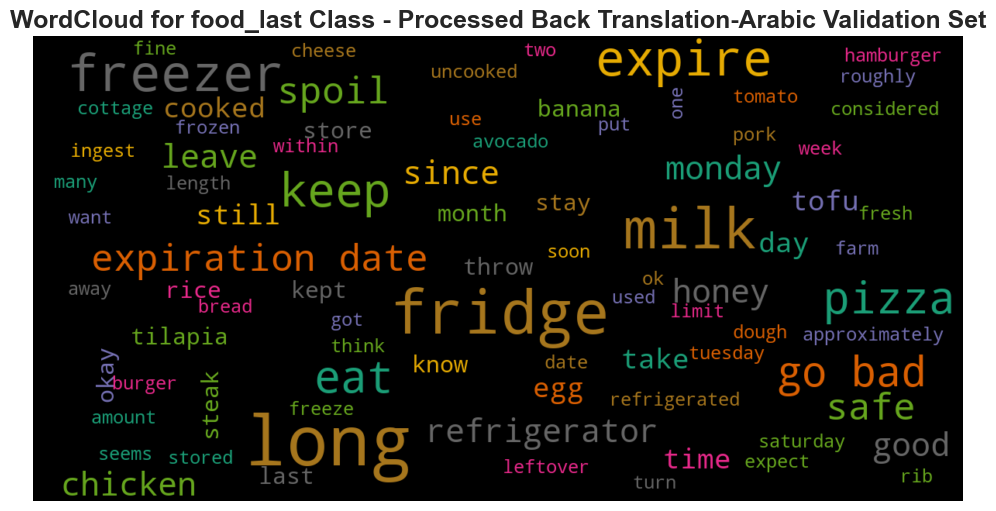 WordCloud for food_last Class - Processed Back Translation-Arabic Validation Set
fine cheese two hamburger
freezer expire
uncooked roughly
spoil
cottage cooked banana one tomato considered
frozen store use put
avocado pork
ingest leave within week
since monday
many length keep
tofu
want still month stay fresh
milk day farm
expiration date soon
throw ok
away rice kept used honey pizza
bread fridge limit
got
tilapia think dough approximately
know date take tuesday
okay burger eat egg go bad
steak refrigerated
amount freeze safe
long refrigerator saturday good
seems stored time expect
leftover
chicken last turn rib